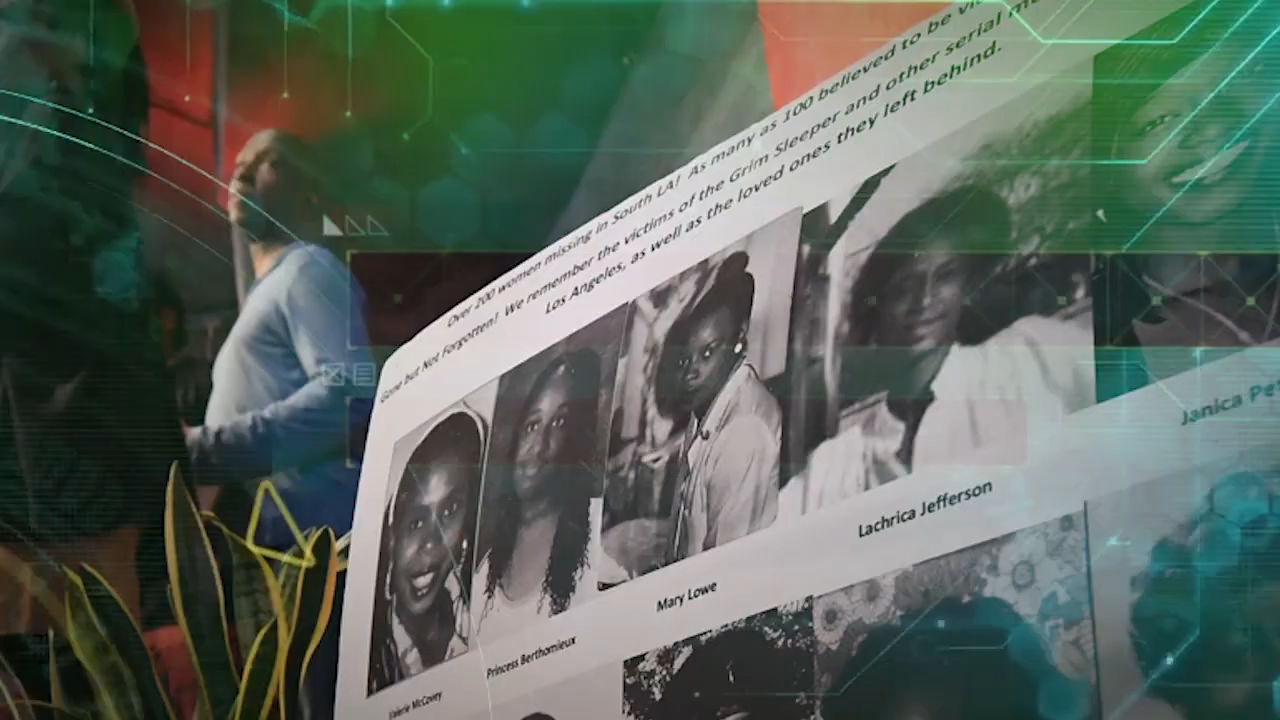 Over 200 women missing in South LA! As many as 100 believed to be
Gone but Not Forgotten! We remember the victims of the Grim Sleeper and other serial
Los Angeles, as well as the loved ones they left behind.
Valerie McCovey
Princess Berthomieux
Mary Lowe
Lachrica Jefferson
Janica